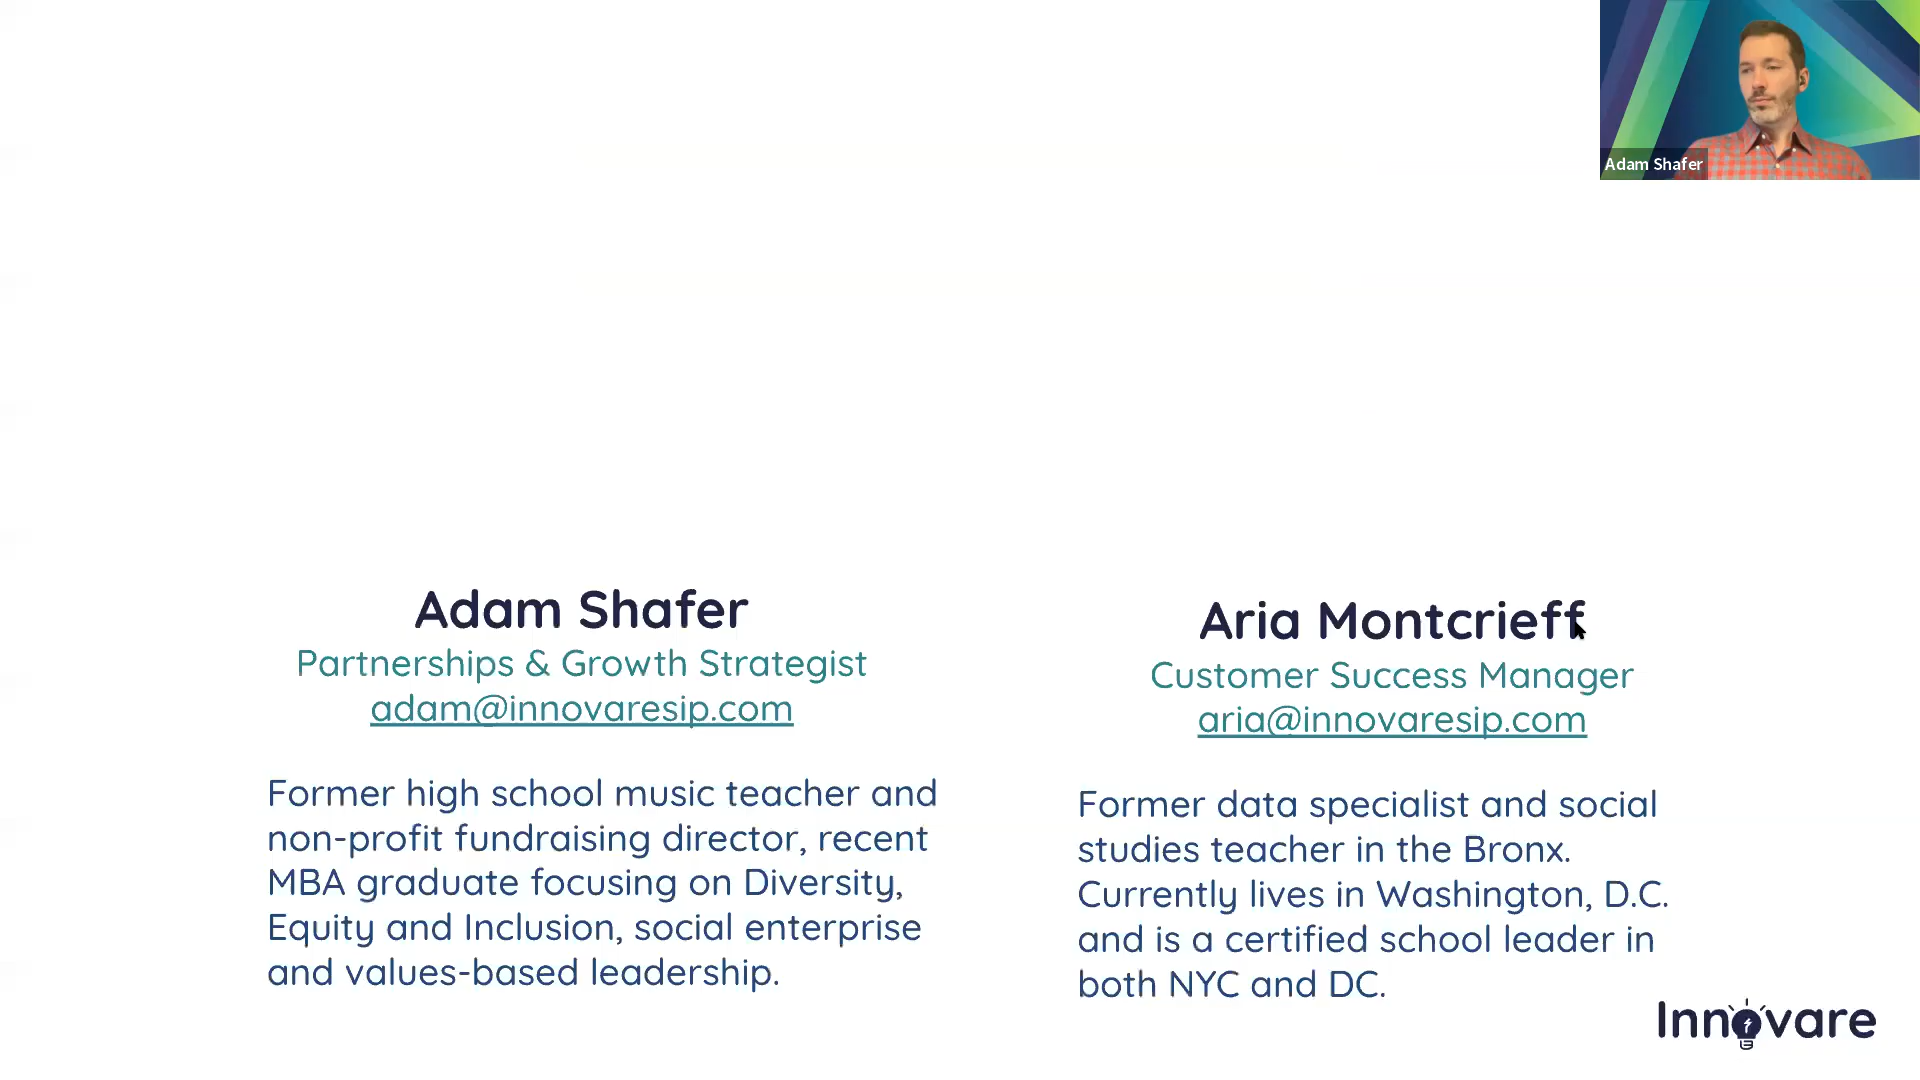 Adam Shafer
Adam Shafer
Partnerships & Growth Strategist
adam@innovaresip.com
Former high school music teacher and
non-profit fundraising director, recent
MBA graduate focusing on Diversity,
Equity and Inclusion, social enterprise
and values-based leadership.
Aria Montcrieff
Customer Success Manager
aria@innovaresip.com
Former data specialist and social
studies teacher in the Bronx.
Currently lives in Washington, D.C.
and is a certified school leader in
both NYC and DC.
Innovare